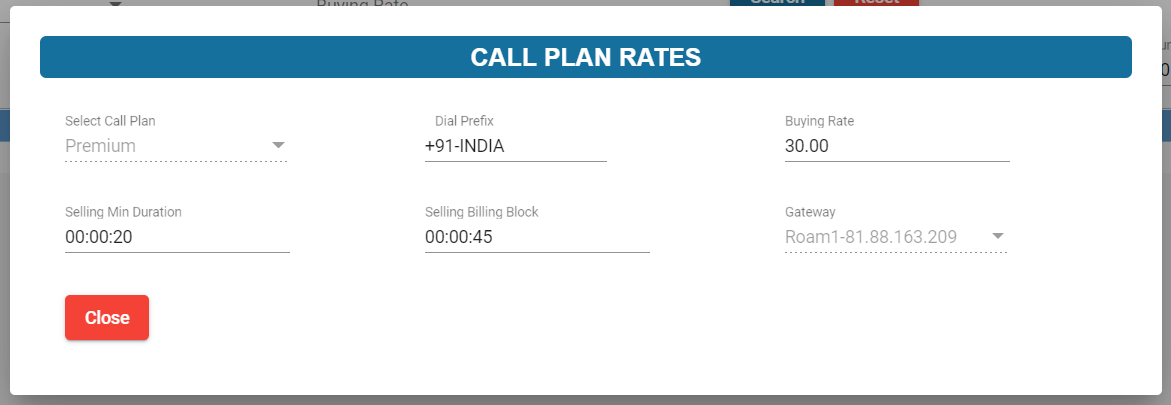 Buying Rate Search Reset
CALL PLAN RATES
Select Call Plan Dial Prefix Buying Rate
Premium +91-INDIA 30.00
Selling Min Duration Selling Billing Block Gateway
00:00:20 00:00:45 Roam1-81.88.163.209
Close